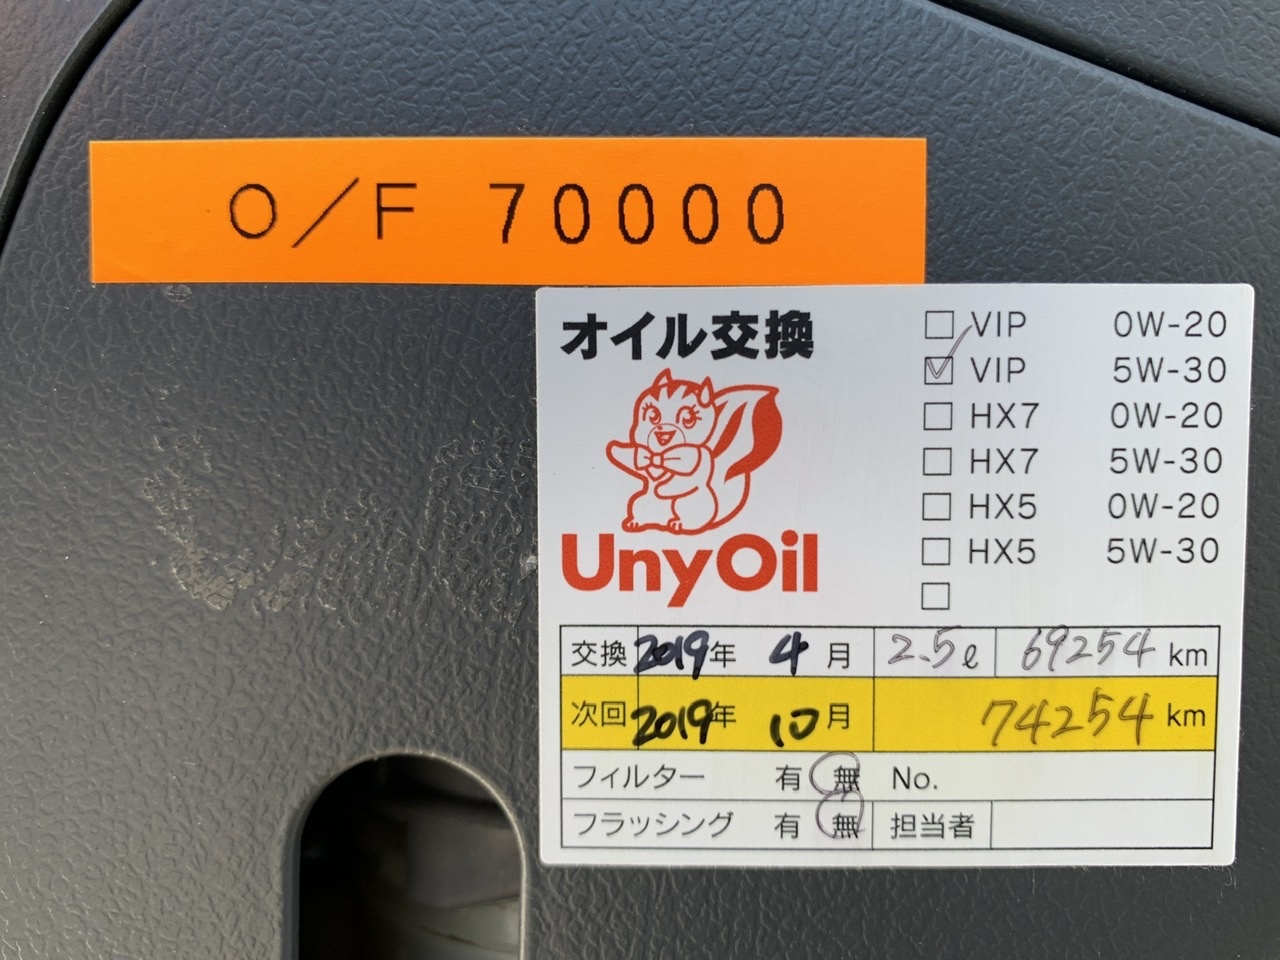 O／F 70000
オイル交換
UnyOil
□ VIP 0W-20
☑ VIP 5W-30
□ HX7 0W-20
□ HX7 5W-30
□ HX5 0W-20
□ HX5 5W-30
□
交換 2019年 4月 2.5ℓ 69254 km
次回 2019年 10月 74254 km
フィルター 有 無 No.
フラッシング 有 無 担当者